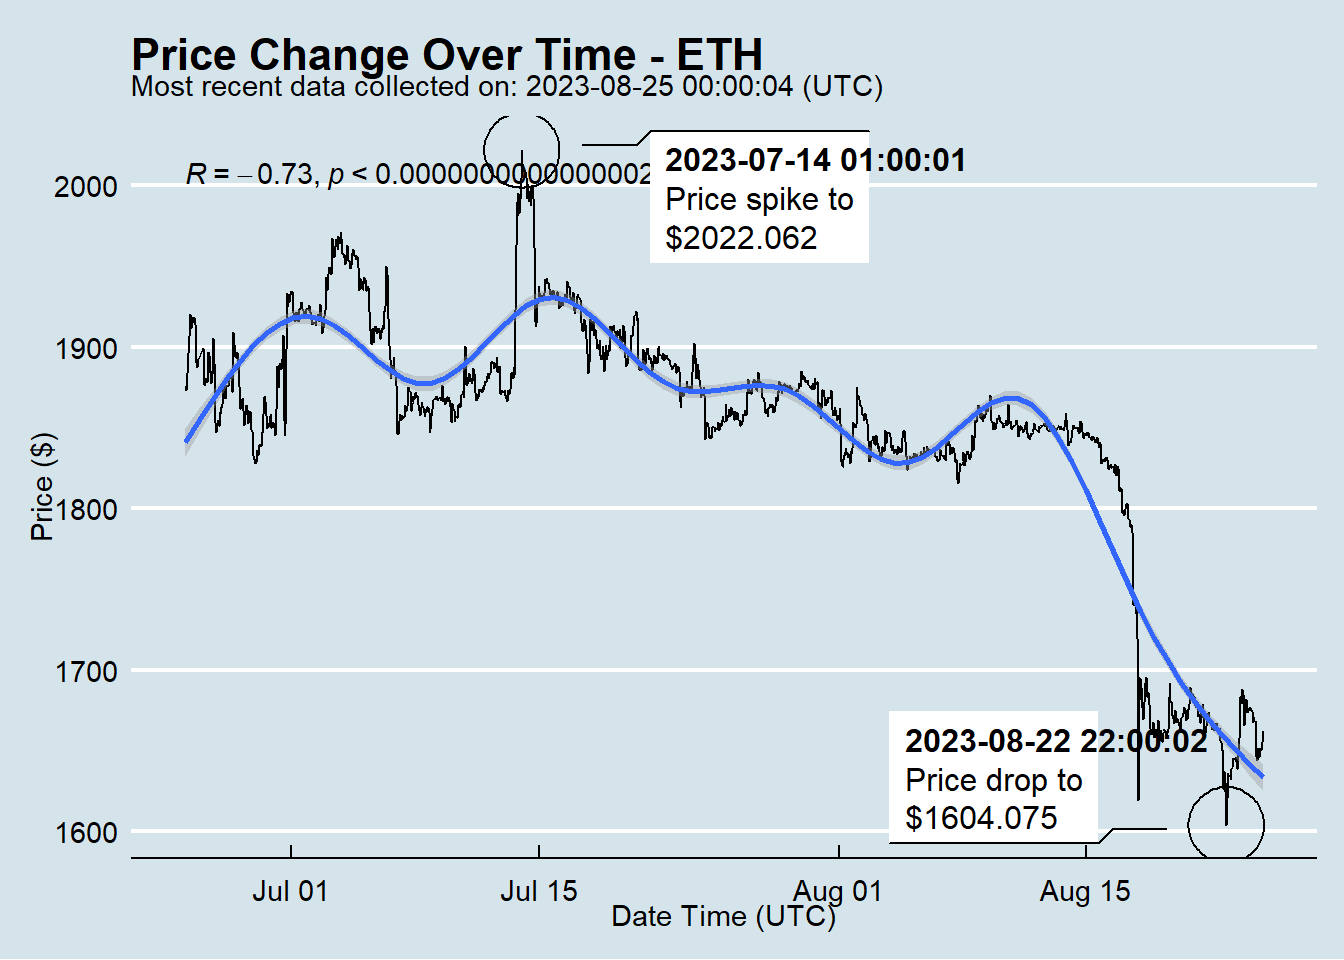 Price Change Over Time - ETH
Most recent data collected on: 2023-08-25 00:00:04 (UTC)
R = −0.73, p < 0.0000000000000002
2023-07-14 01:00:01
Price spike to
$2022.062
2000
1900
1800
1700
1600
Price ($)
2023-08-22 22:00:02
Price drop to
$1604.075
Jul 01
Jul 15
Aug 01
Aug 15
Date Time (UTC)